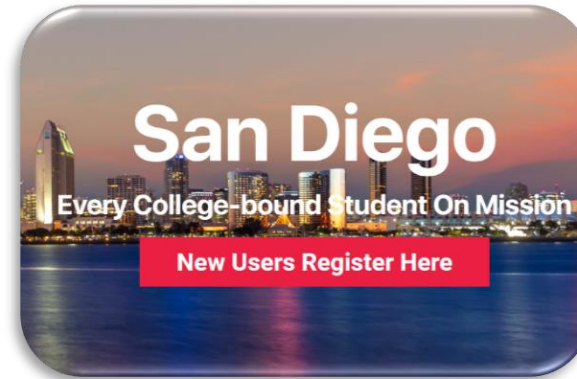 San Diego
Every College-bound Student On Mission
New Users Register Here